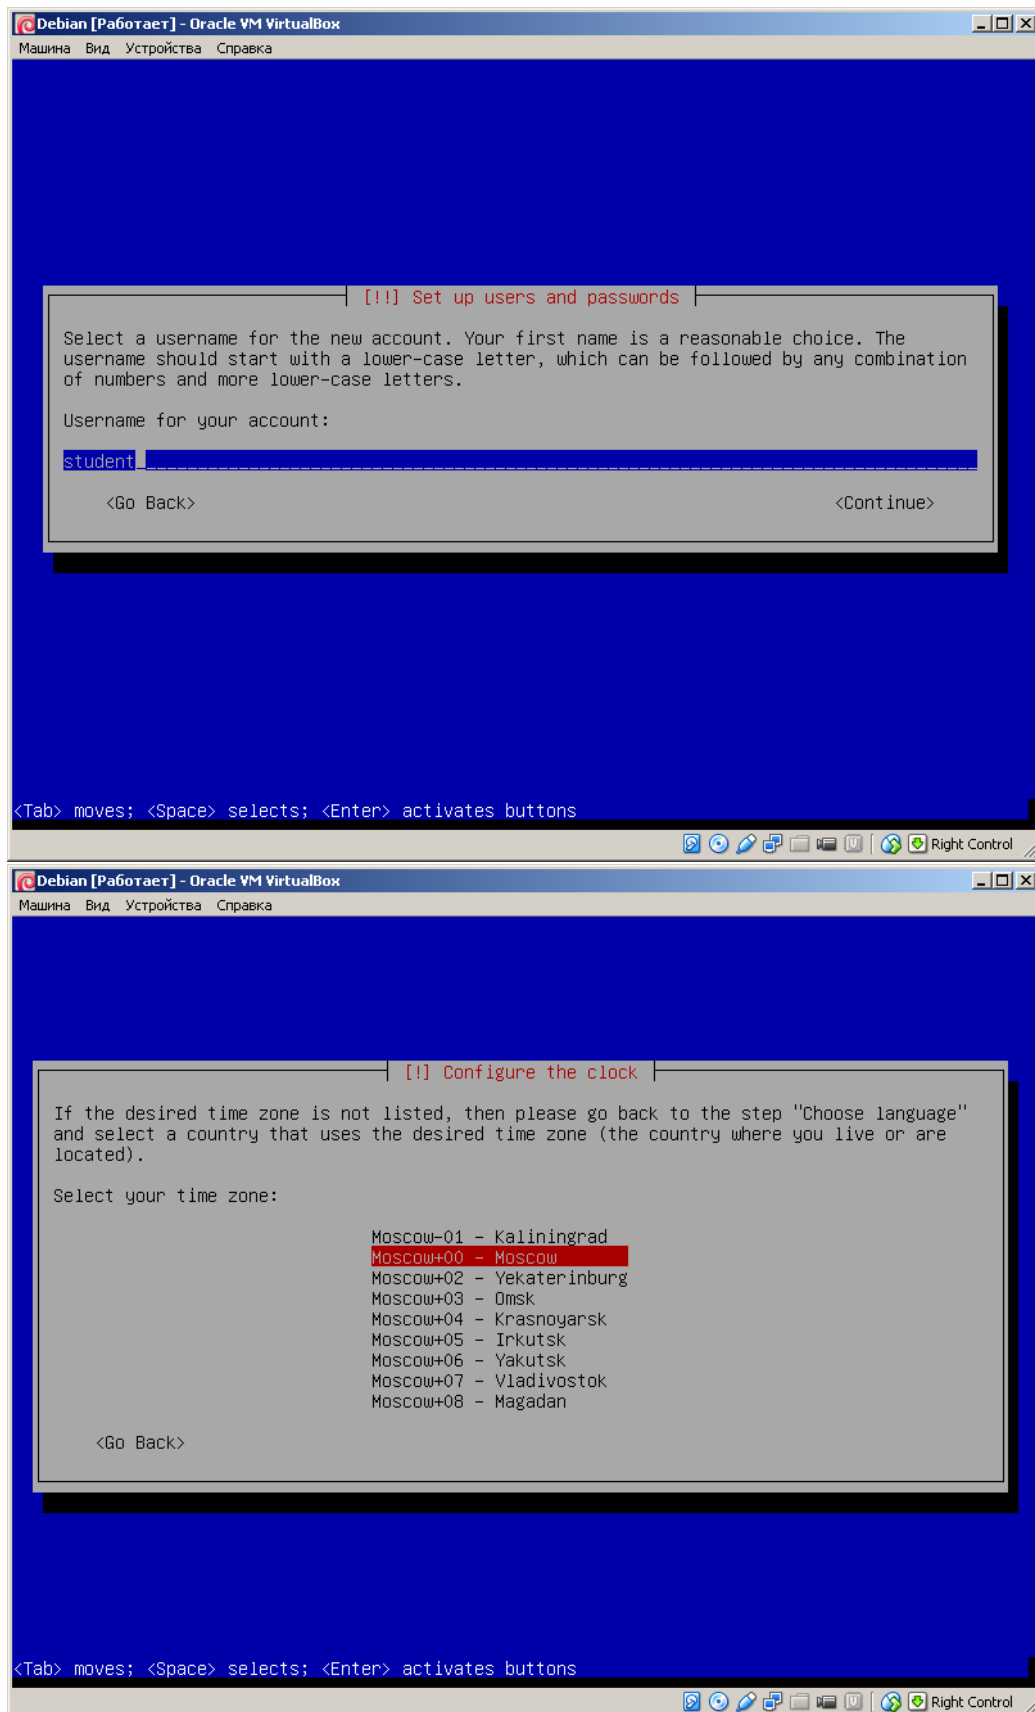 Debian [Работает] - Oracle VM VirtualBox
Машина Вид Устройства Справка
[!!] Set up users and passwords
Select a username for the new account. Your first name is a reasonable choice. The
username should start with a lower-case letter, which can be followed by any combination
of numbers and more lower-case letters.
Username for your account:
student
<Go Back> <Continue>
<Tab> moves; <Space> selects; <Enter> activates buttons
Right Control
Debian [Работает] - Oracle VM VirtualBox
Машина Вид Устройства Справка
[!] Configure the clock
If the desired time zone is not listed, then please go back to the step "Choose language"
and select a country that uses the desired time zone (the country where you live or are
located).
Select your time zone:
Moscow-01 - Kaliningrad
Moscow+00 - Moscow
Moscow+02 - Yekaterinburg
Moscow+03 - Omsk
Moscow+04 - Krasnoyarsk
Moscow+05 - Irkutsk
Moscow+06 - Yakutsk
Moscow+07 - Vladivostok
Moscow+08 - Magadan
<Go Back>
<Tab> moves; <Space> selects; <Enter> activates buttons
Right Control